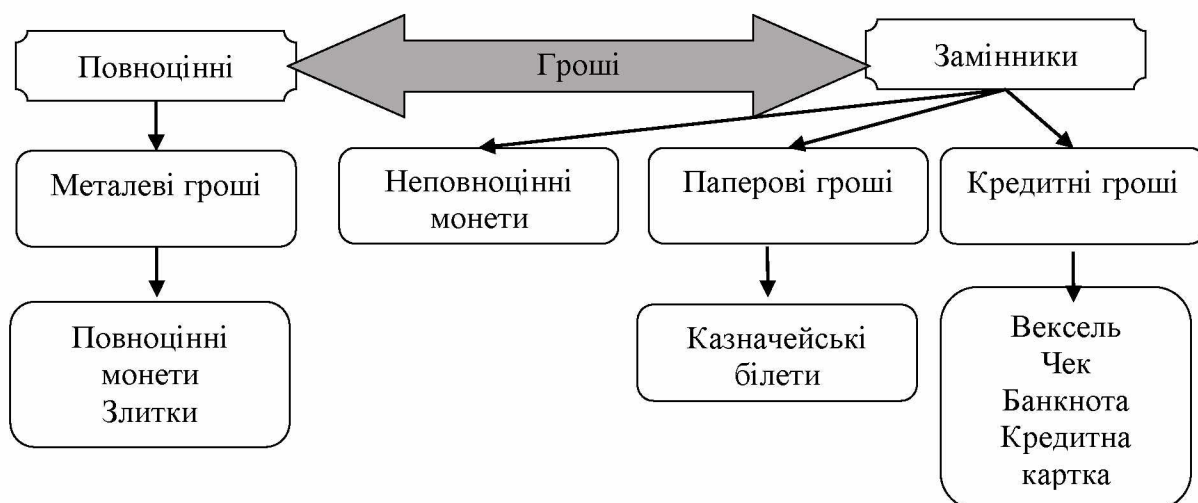 Повноцінні
Гроші
Замінники
Металеві гроші
Неповноцінні
монети
Паперові гроші
Кредитні гроші
Повноцінні
монети
Злитки
Казначейські
білети
Вексель
Чек
Банкнота
Кредитна
картка